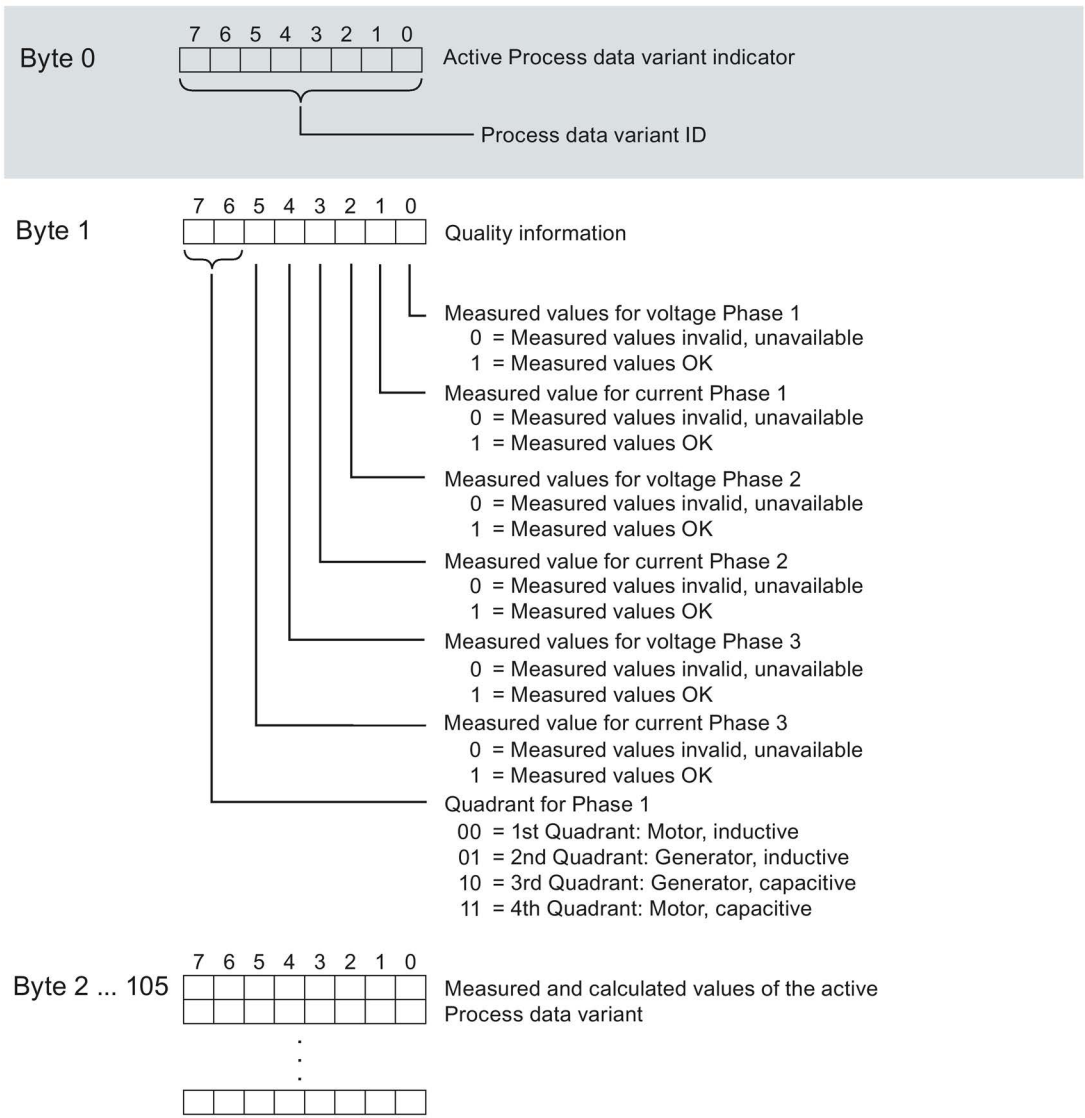 7 6 5 4 3 2 1 0
Byte 0
Active Process data variant indicator
Process data variant ID
7 6 5 4 3 2 1 0
Byte 1
Quality information
Measured values for voltage Phase 1
0 = Measured values invalid, unavailable
1 = Measured values OK
Measured value for current Phase 1
0 = Measured values invalid, unavailable
1 = Measured values OK
Measured values for voltage Phase 2
0 = Measured values invalid, unavailable
1 = Measured values OK
Measured value for current Phase 2
0 = Measured values invalid, unavailable
1 = Measured values OK
Measured values for voltage Phase 3
0 = Measured values invalid, unavailable
1 = Measured values OK
Measured value for current Phase 3
0 = Measured values invalid, unavailable
1 = Measured values OK
Quadrant for Phase 1
00 = 1st Quadrant: Motor, inductive
01 = 2nd Quadrant: Generator, inductive
10 = 3rd Quadrant: Generator, capacitive
11 = 4th Quadrant: Motor, capacitive
7 6 5 4 3 2 1 0
Byte 2 ... 105
Measured and calculated values of the active
Process data variant